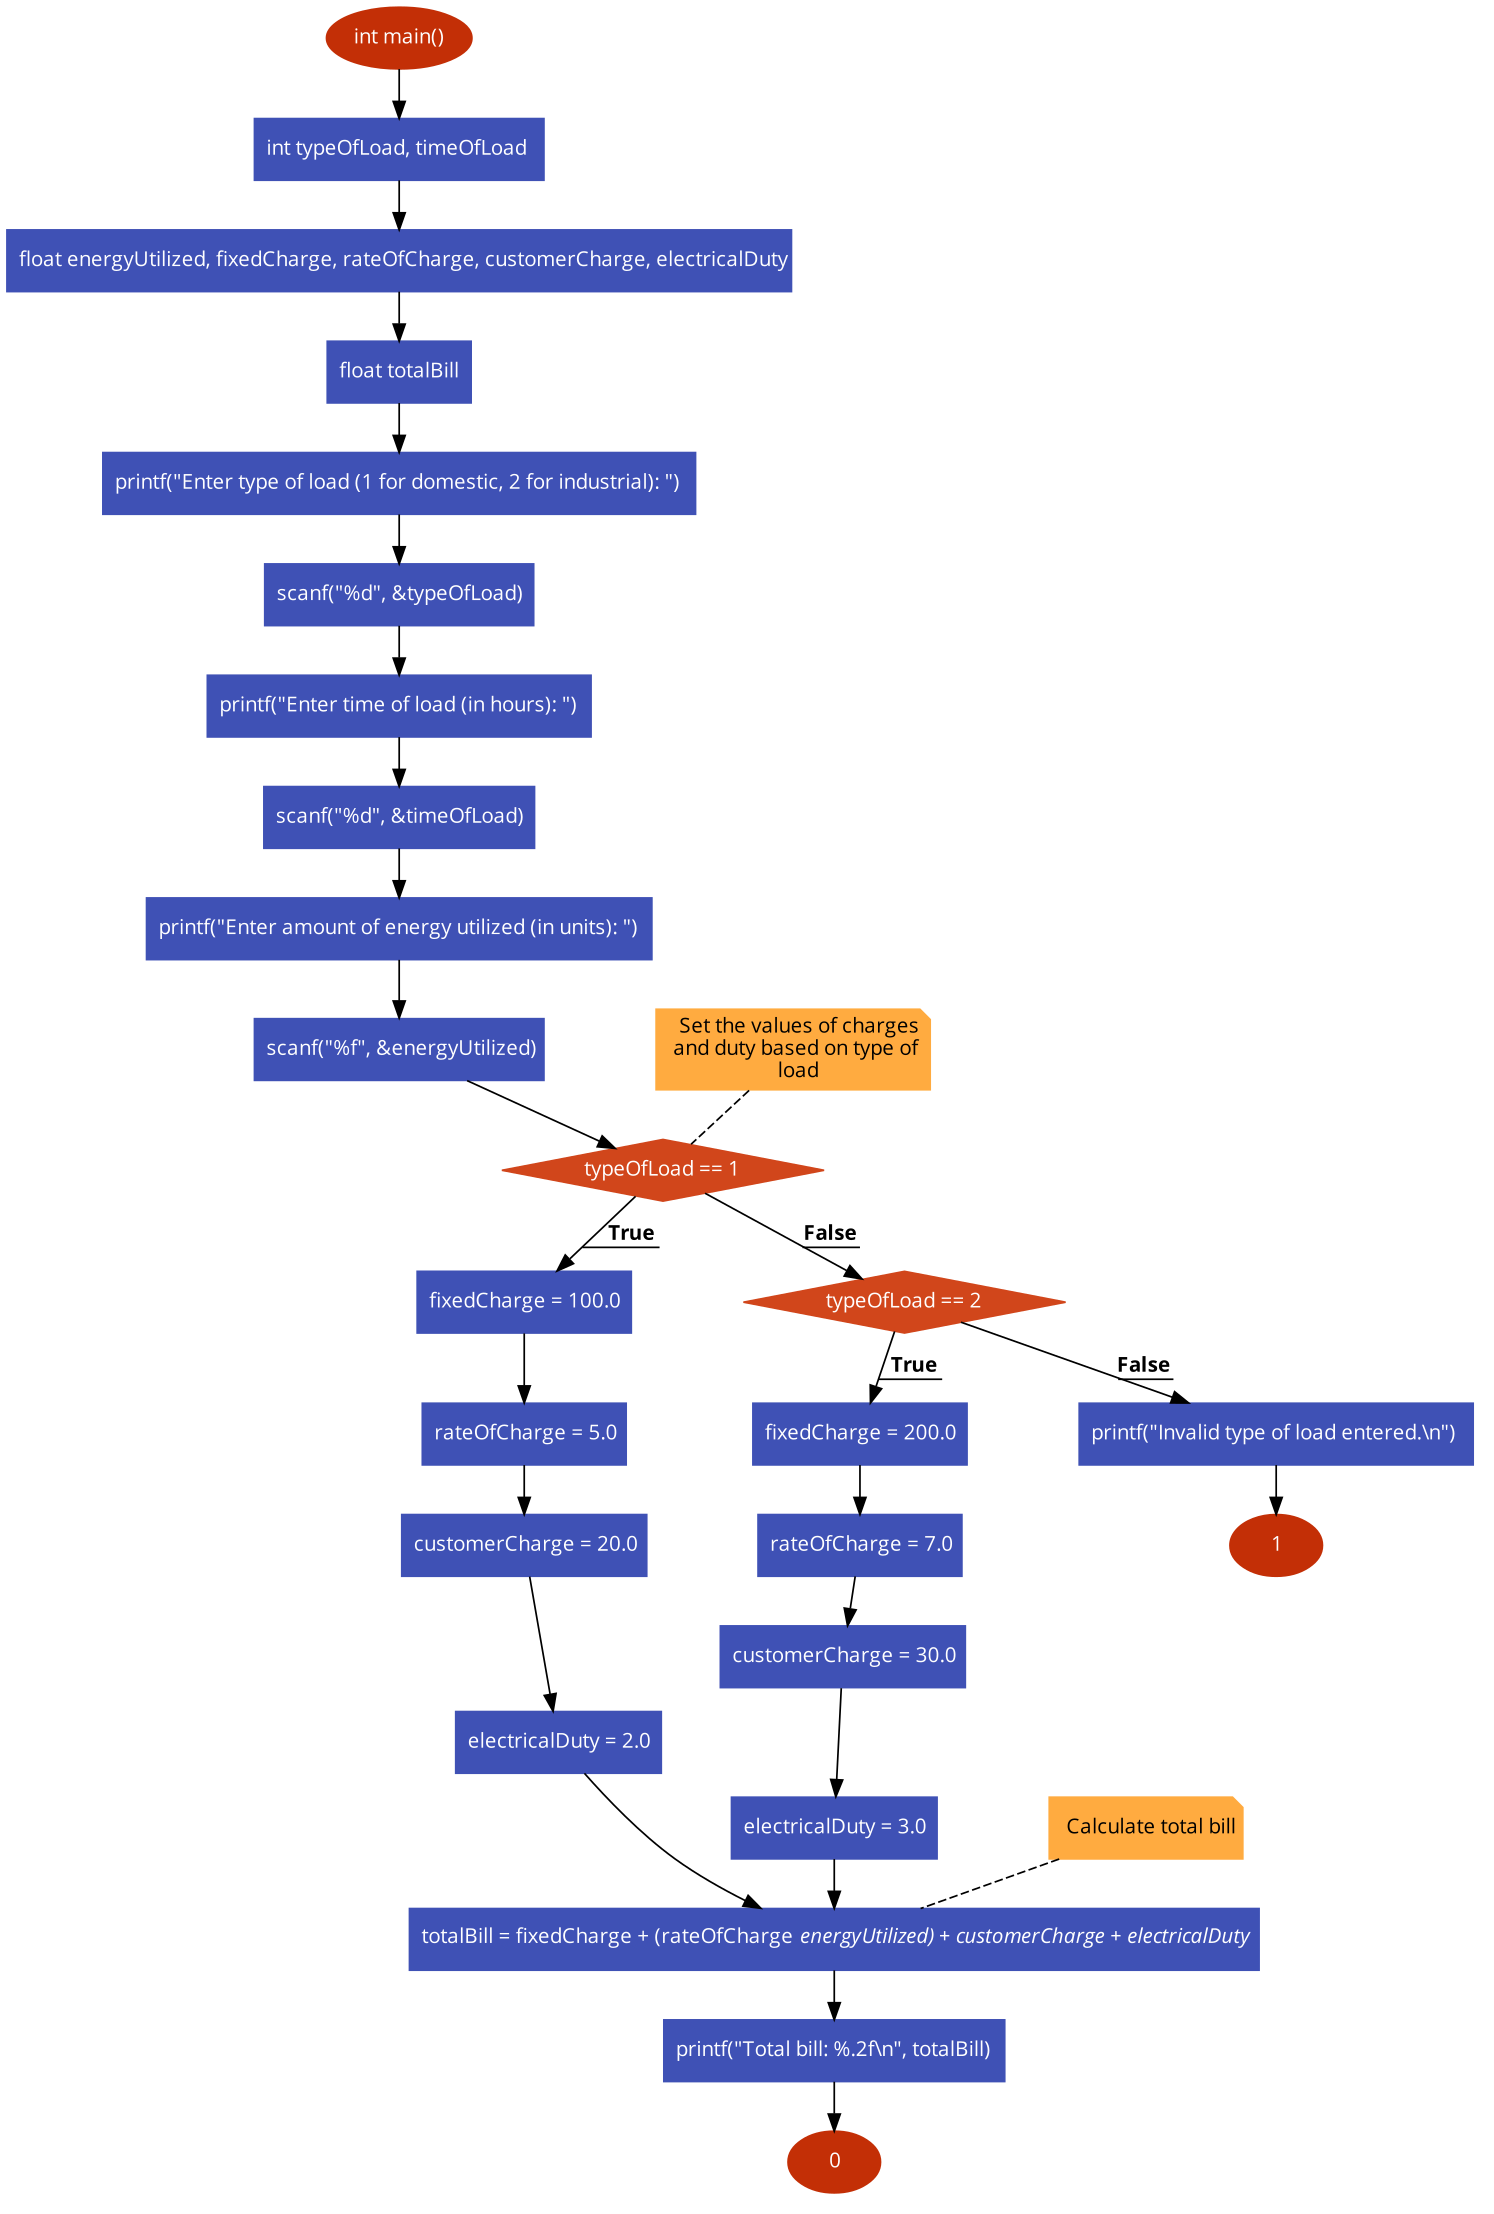 int main()
int typeOfLoad, timeOfLoad
float energyUtilized, fixedCharge, rateOfCharge, customerCharge, electricalDuty
float totalBill
printf("Enter type of load (1 for domestic, 2 for industrial): ")
scanf("%d", &typeOfLoad)
printf("Enter time of load (in hours): ")
scanf("%d", &timeOfLoad)
printf("Enter amount of energy utilized (in units): ")
scanf("%f", &energyUtilized)
Set the values of charges
and duty based on type of
load
typeOfLoad == 1
True
False
fixedCharge = 100.0
typeOfLoad == 2
True
False
rateOfCharge = 5.0
fixedCharge = 200.0
printf("Invalid type of load entered.\n")
customerCharge = 20.0
rateOfCharge = 7.0
1
customerCharge = 30.0
electricalDuty = 2.0
electricalDuty = 3.0
Calculate total bill
totalBill = fixedCharge + (rateOfCharge energyUtilized) + customerCharge + electricalDuty
printf("Total bill: %.2f\n", totalBill)
0